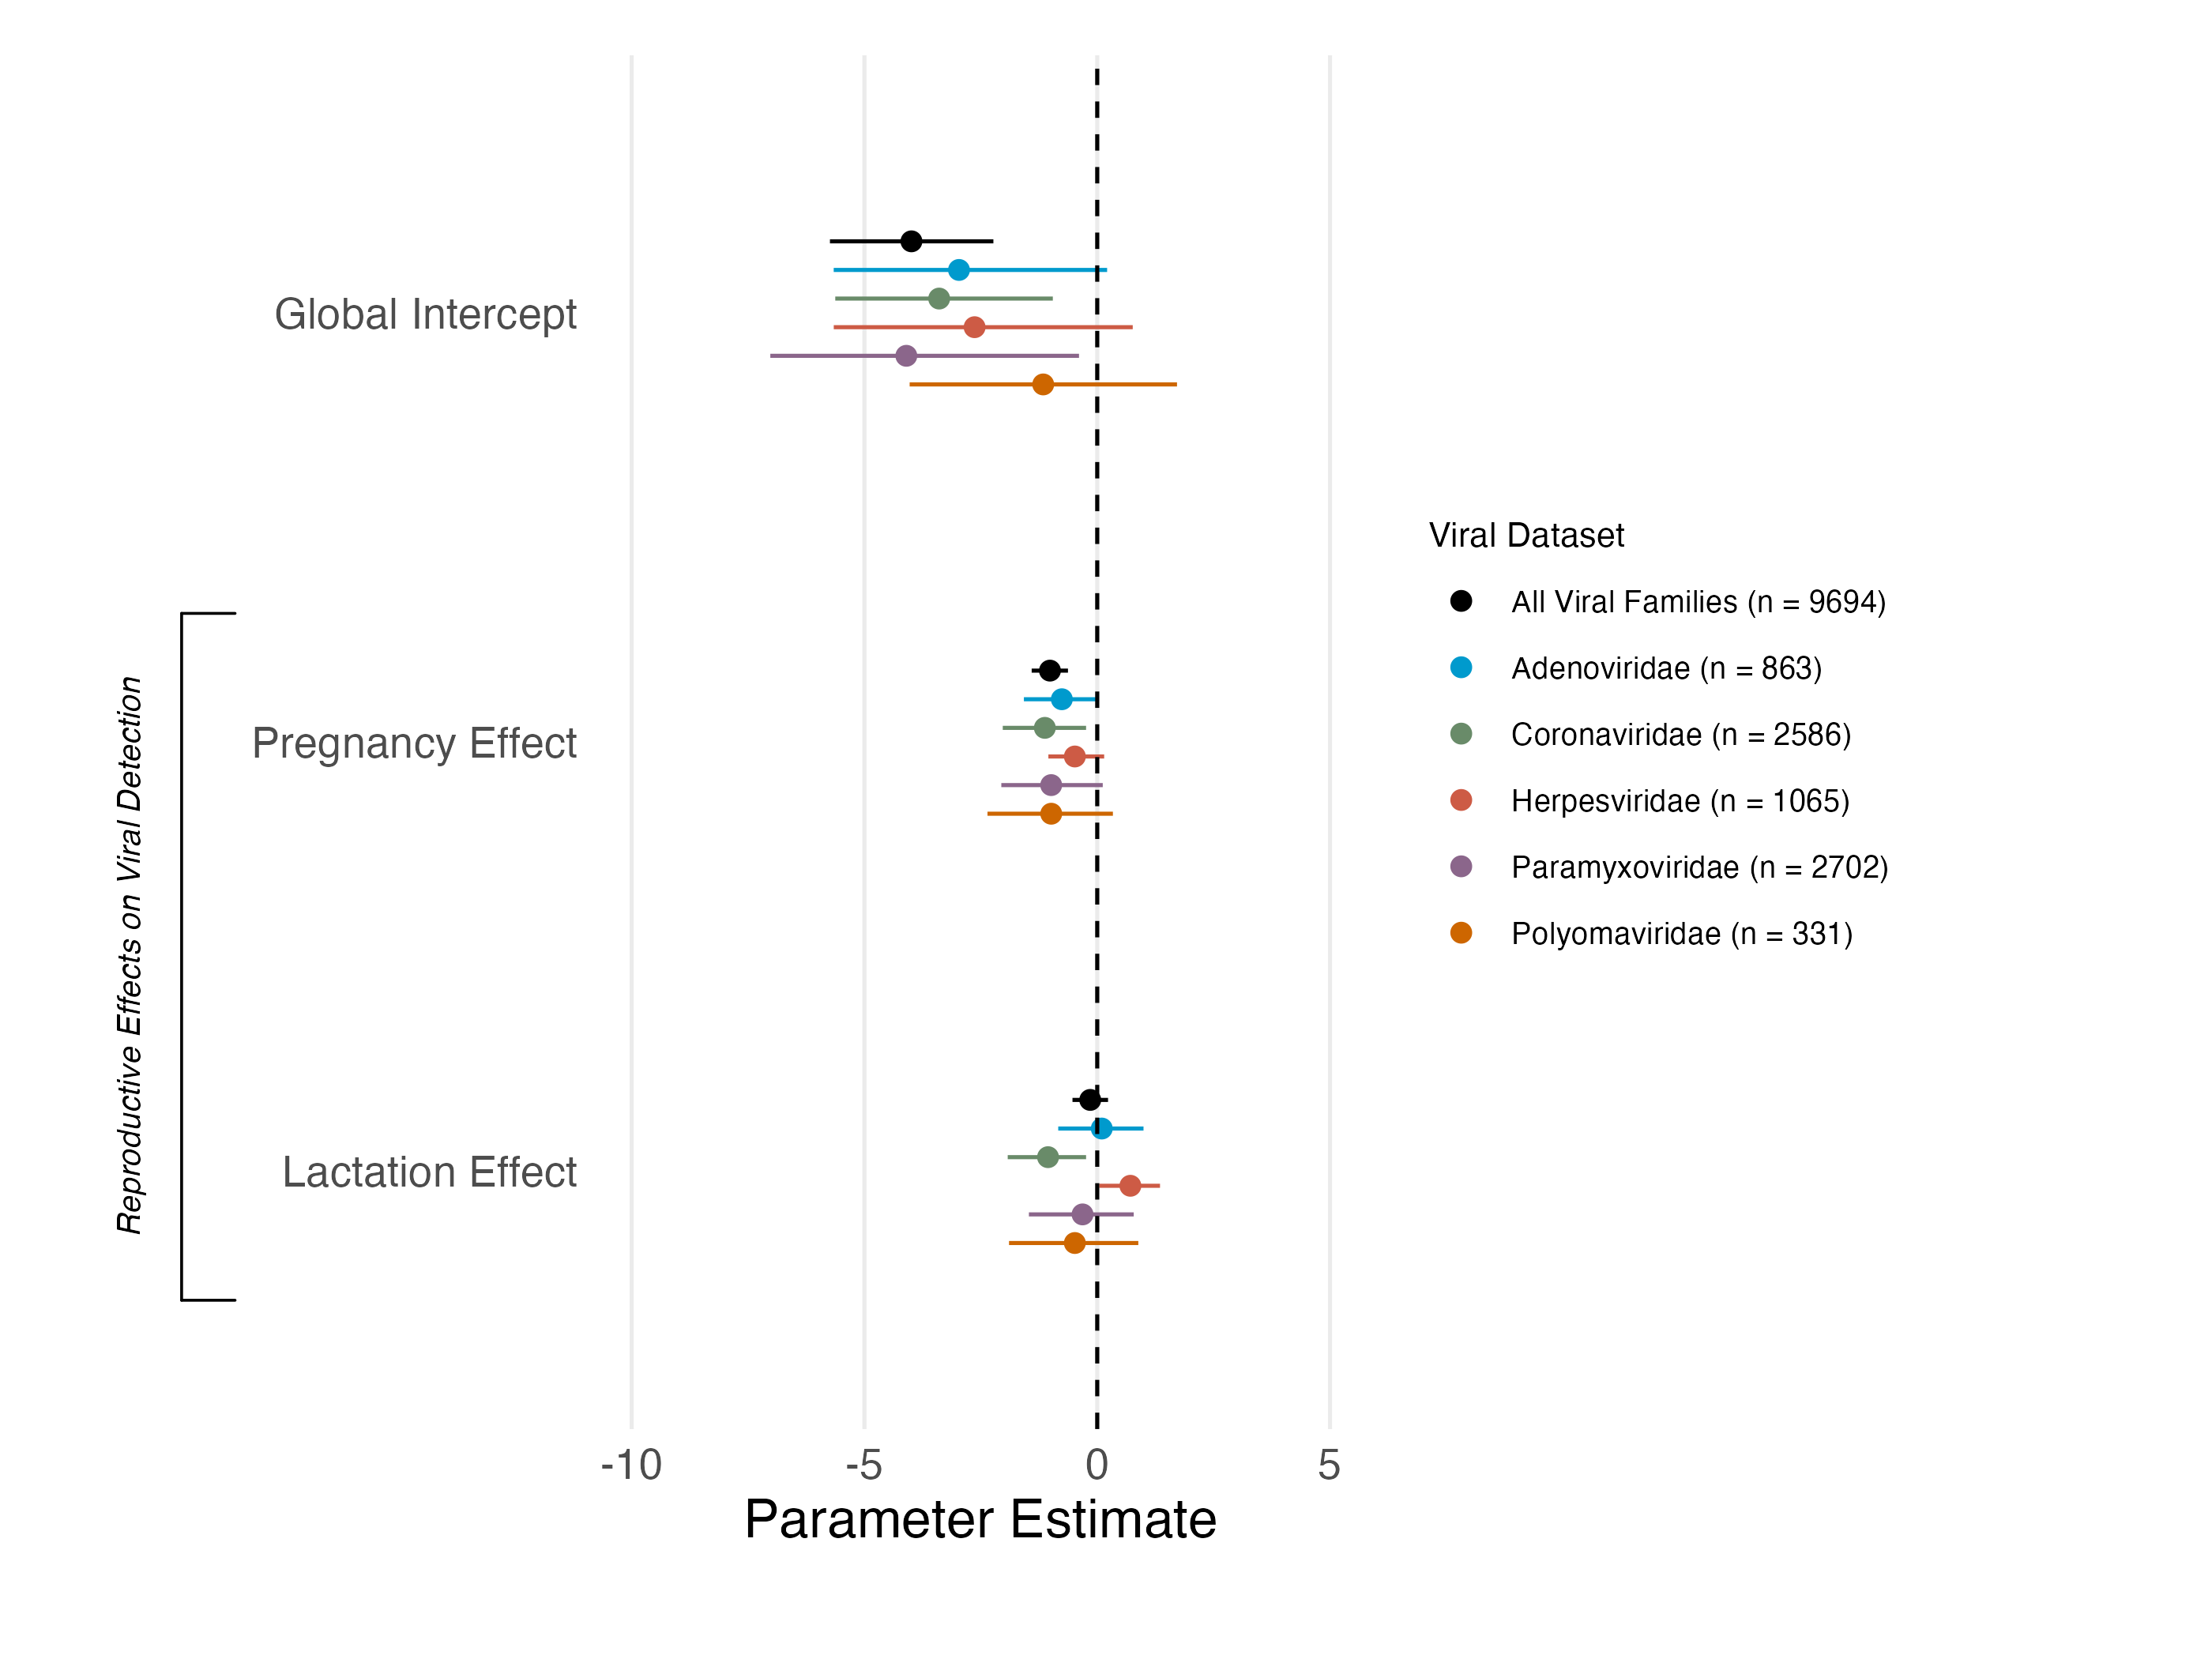 Global Intercept
Pregnancy Effect
Lactation Effect
Reproductive Effects on Viral Detection
-10
-5
0
5
Parameter Estimate
Viral Dataset
All Viral Families (n = 9694)
Adenoviridae (n = 863)
Coronaviridae (n = 2586)
Herpesviridae (n = 1065)
Paramyxoviridae (n = 2702)
Polyomaviridae (n = 331)